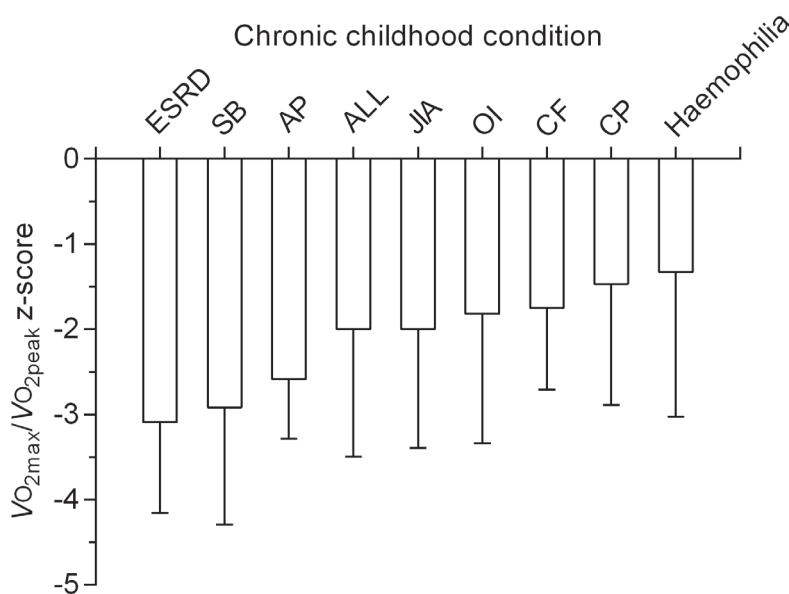 Chronic childhood condition
ESRD
SB
AP
ALL
JIA
OI
CF
CP
Haemophilia
0
-1
-2
-3
-4
-5
VO2max/VO2peak z-score